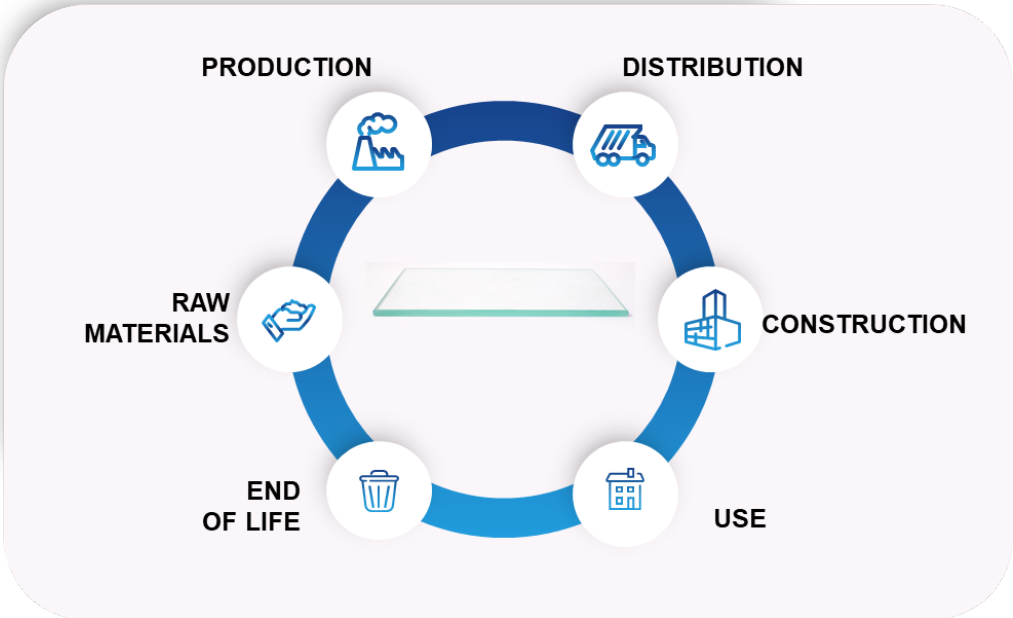 PRODUCTION
DISTRIBUTION
RAW
MATERIALS
CONSTRUCTION
END
OF LIFE
USE